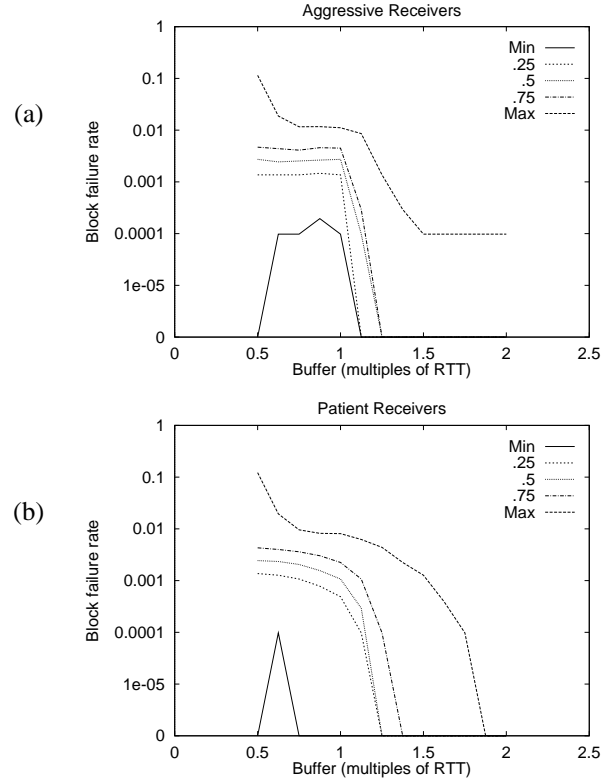 Aggressive Receivers
(a)
Block failure rate
1
0.1
0.01
0.001
0.0001
1e-05
0
0 0.5 1 1.5 2 2.5
Buffer (multiples of RTT)
Min
.25
.5
.75
Max
Patient Receivers
(b)
Block failure rate
1
0.1
0.01
0.001
0.0001
1e-05
0
0 0.5 1 1.5 2 2.5
Buffer (multiples of RTT)
Min
.25
.5
.75
Max